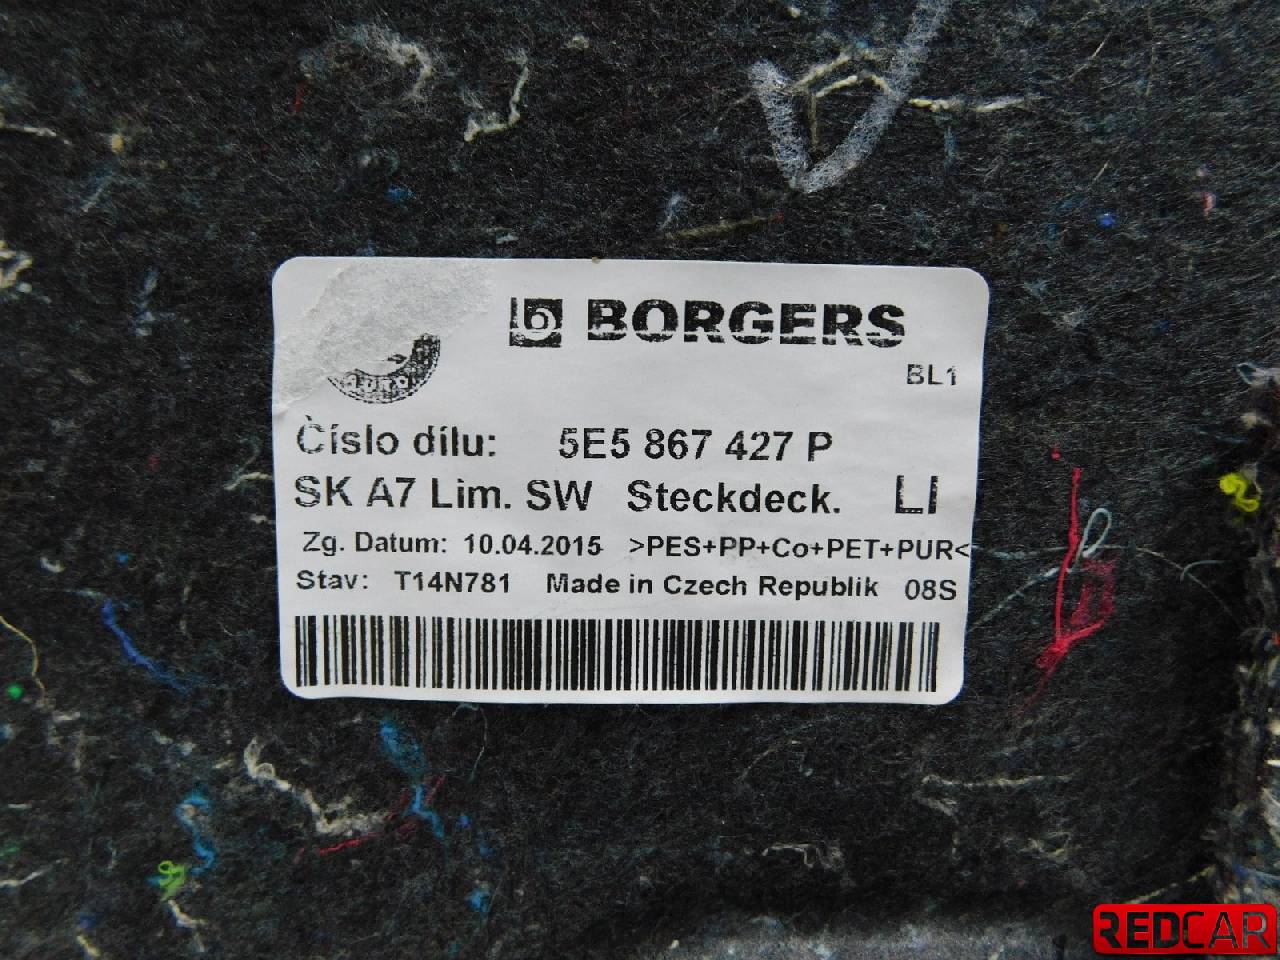 BORGERS
BL1
Číslo dílu: 5E5 867 427 P
SK A7 Lim. SW Steckdeck. LI
Zg. Datum: 10.04.2015 >PES+PP+Co+PET+PUR<
Stav: T14N781 Made in Czech Republik 08S
REDCAR